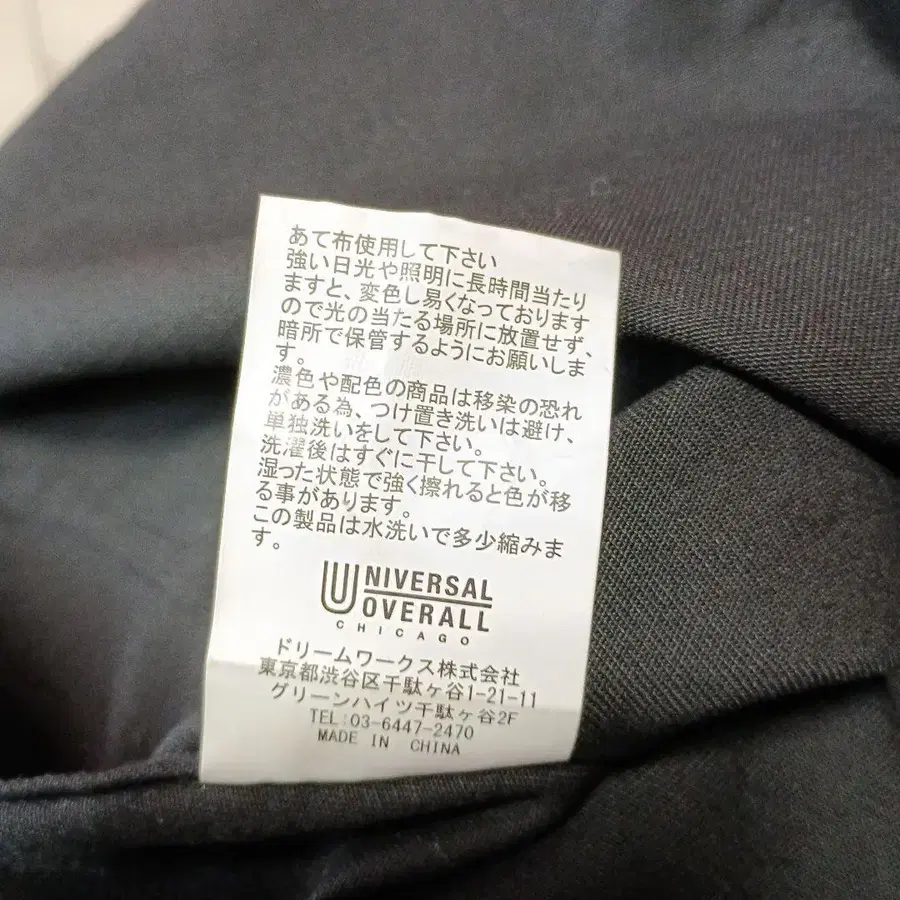 あて布使用して下さい
強い日光や照明に長時間当たり
ますと、変色し易くなっております
ので光の当たる場所に放置せず、
暗所で保管するようにお願いしま
す。
濃色や配色の商品は移染の恐れ
がある為、つけ置き洗いは避け、
単独洗いをして下さい。
洗濯後はすぐに干して下さい。
湿った状態で強く擦れると色が移
る事があります。
この製品は水洗いで多少縮みま
す。
UNIVERSAL
OVERALL
CHICAGO
ドリームワークス株式会社
東京都渋谷区千駄ヶ谷1-21-11
グリーンハイツ千駄ヶ谷2F
TEL:03-6447-2470
MADE IN CHINA